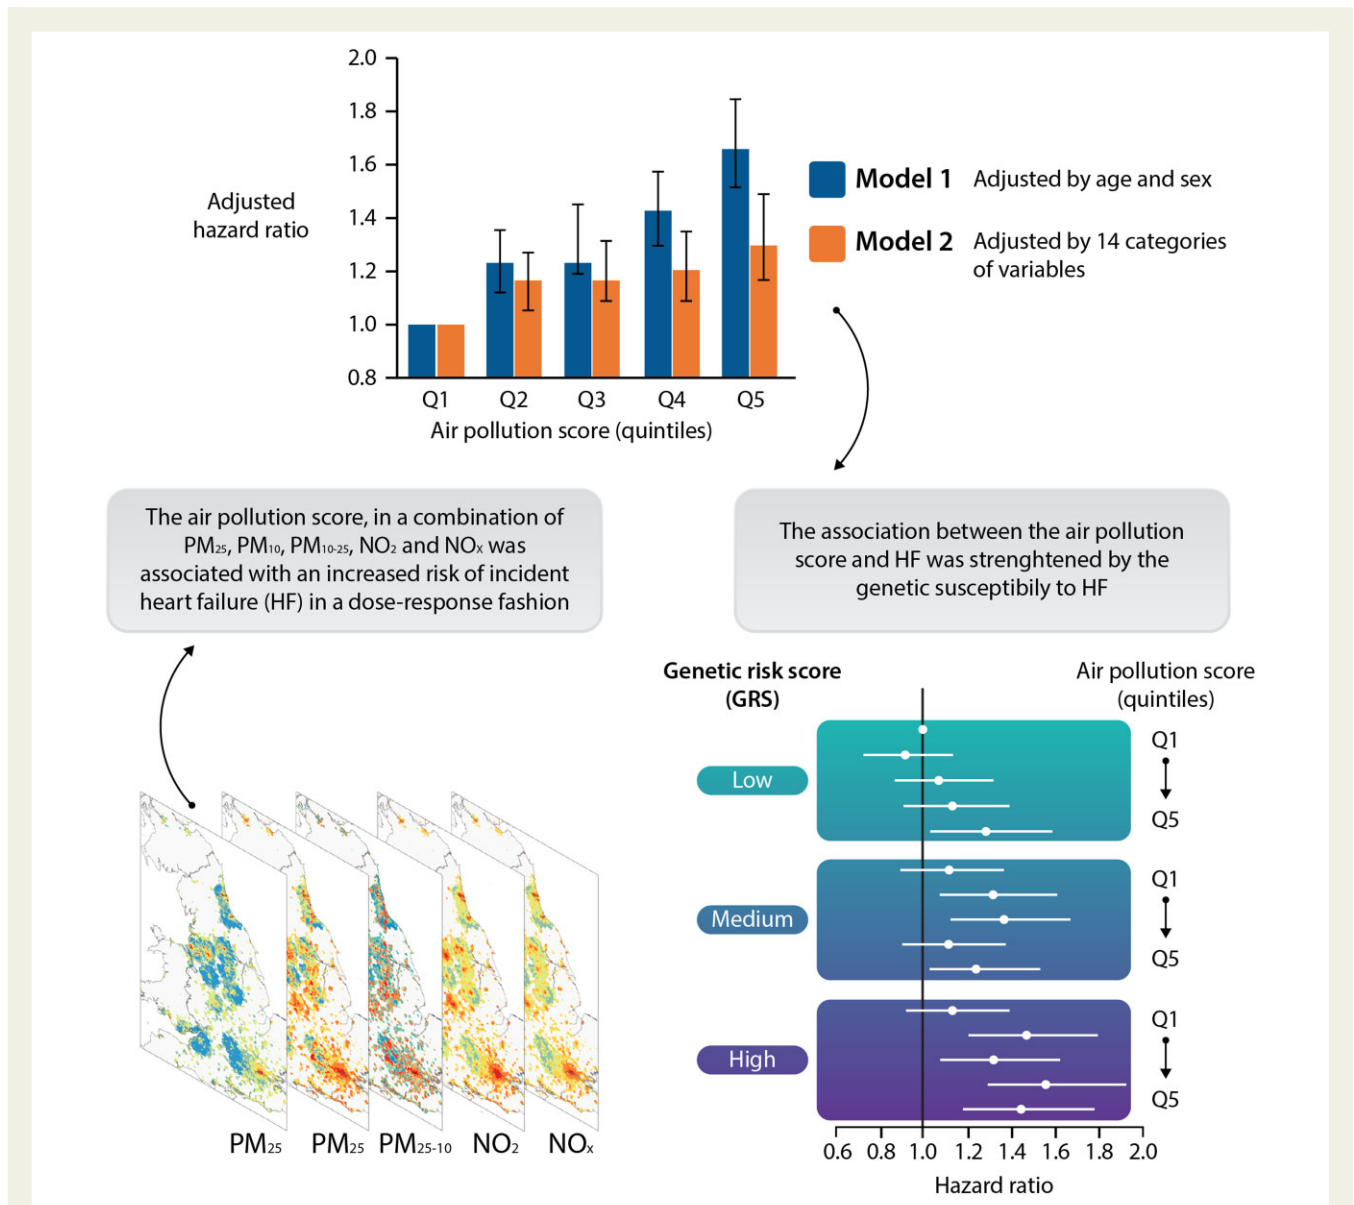 2.0
1.8
1.6
1.4
1.2
1.0
0.8
Adjusted
hazard ratio
Q1 Q2 Q3 Q4 Q5
Air pollution score (quintiles)
Model 1 Adjusted by age and sex
Model 2 Adjusted by 14 categories
of variables
The air pollution score, in a combination of
PM25, PM10, PM10-25, NO2 and NOx was
associated with an increased risk of incident
heart failure (HF) in a dose-response fashion
The association between the air pollution
score and HF was strenghtened by the
genetic susceptibily to HF
PM25 PM25 PM25-10 NO2 NOx
Genetic risk score
(GRS)
Air pollution score
(quintiles)
Low
Q1
Q5
Medium
Q1
Q5
High
Q1
Q5
0.6 0.8 1.0 1.2 1.4 1.6 1.8 2.0
Hazard ratio